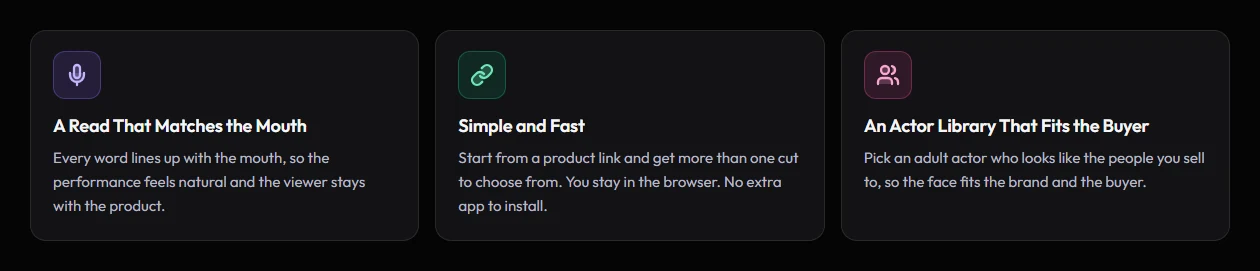 A Read That Matches the Mouth
Every word lines up with the mouth, so the
performance feels natural and the viewer stays
with the product.
Simple and Fast
Start from a product link and get more than one cut
to choose from. You stay in the browser. No extra
app to install.
An Actor Library That Fits the Buyer
Pick an adult actor who looks like the people you sell
to, so the face fits the brand and the buyer.